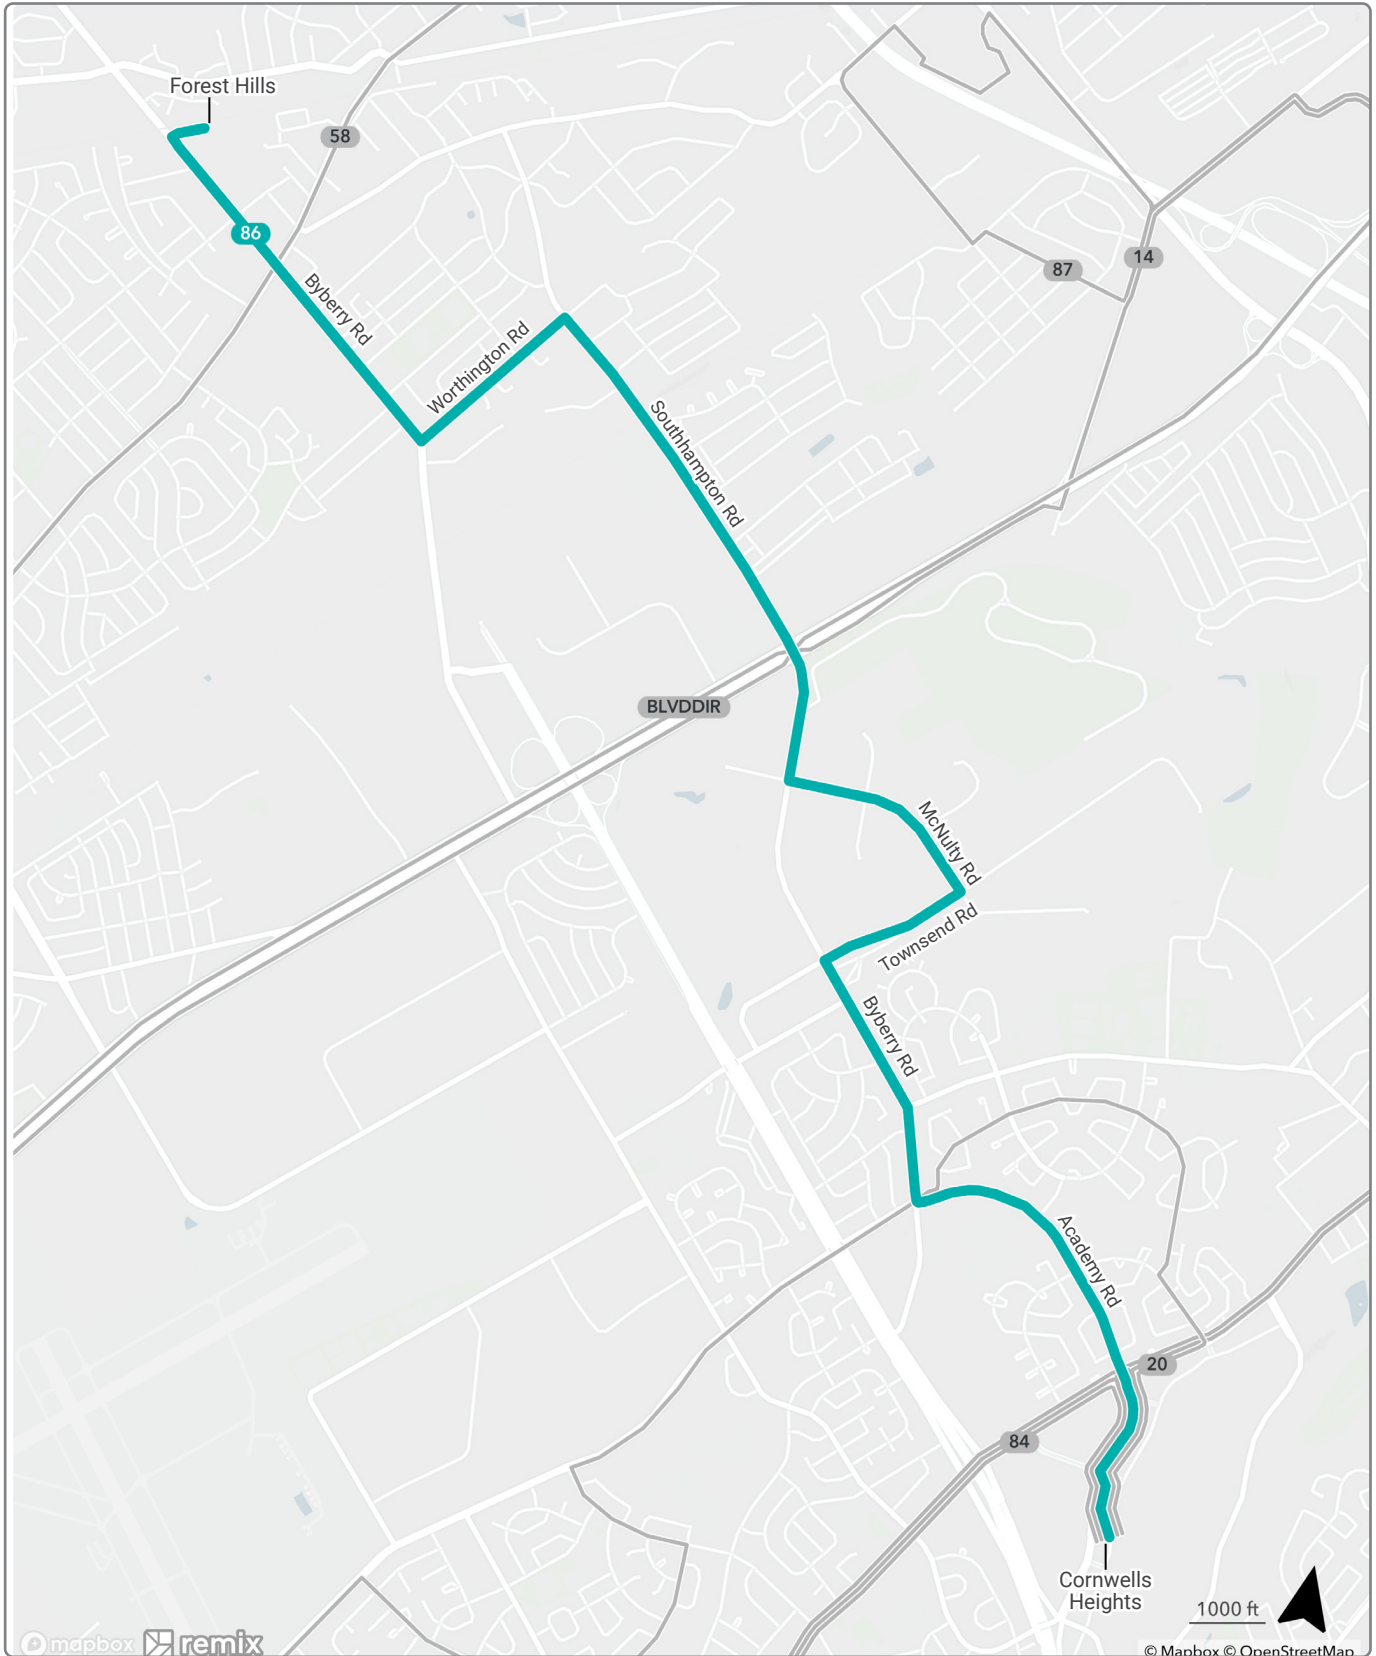 Forest Hills
58
86
14
87
Byberry Rd
Worthington Rd
Southhampton Rd
BLVDDIR
McNulty Rd
Townsend Rd
Byberry Rd
Academy Rd
20
84
Cornwells
Heights
1000 ft
mapbox remix
© Mapbox © OpenStreetMap